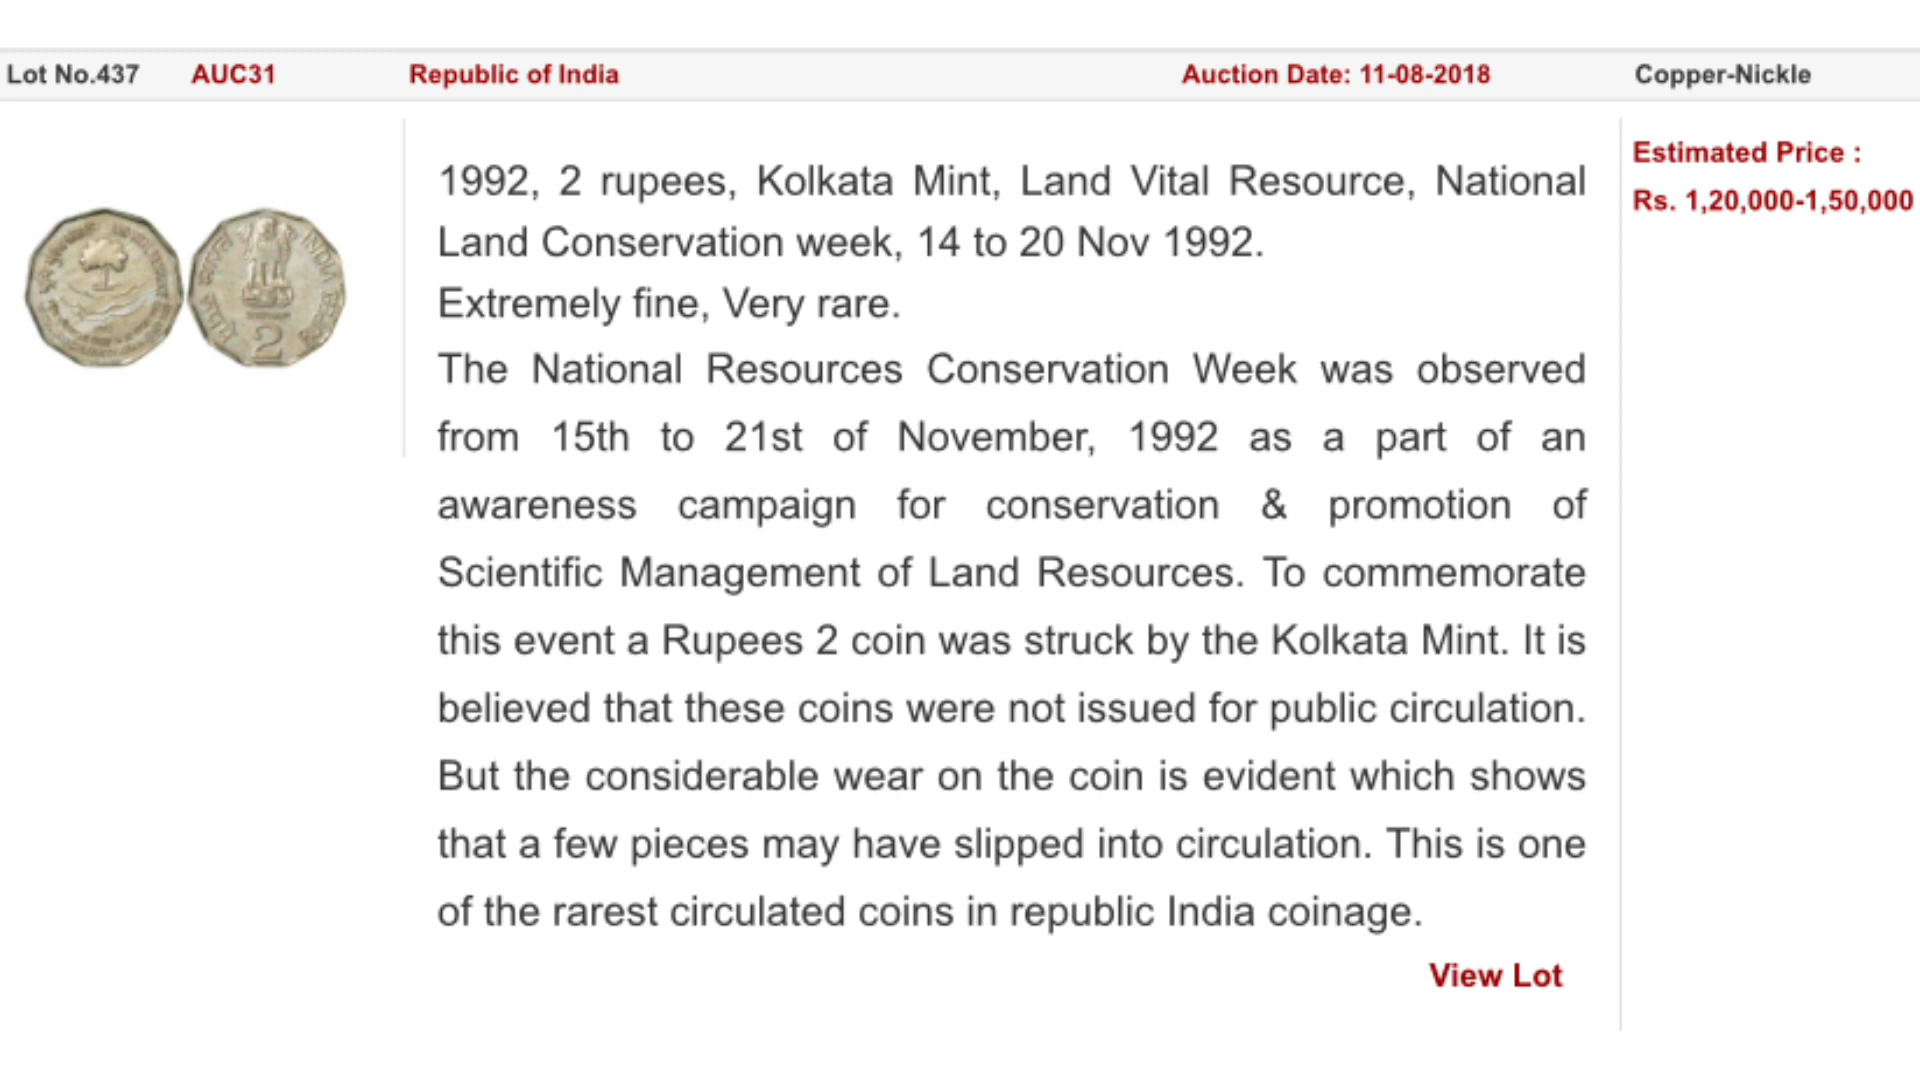 Lot No.437 AUC31 Republic of India Auction Date: 11-08-2018 Copper-Nickle
Estimated Price :
Rs. 1,20,000-1,50,000
1992, 2 rupees, Kolkata Mint, Land Vital Resource, National
Land Conservation week, 14 to 20 Nov 1992.
Extremely fine, Very rare.
The National Resources Conservation Week was observed
from 15th to 21st of November, 1992 as a part of an
awareness campaign for conservation & promotion of
Scientific Management of Land Resources. To commemorate
this event a Rupees 2 coin was struck by the Kolkata Mint. It is
believed that these coins were not issued for public circulation.
But the considerable wear on the coin is evident which shows
that a few pieces may have slipped into circulation. This is one
of the rarest circulated coins in republic India coinage.
View Lot
भारत INDIA
2